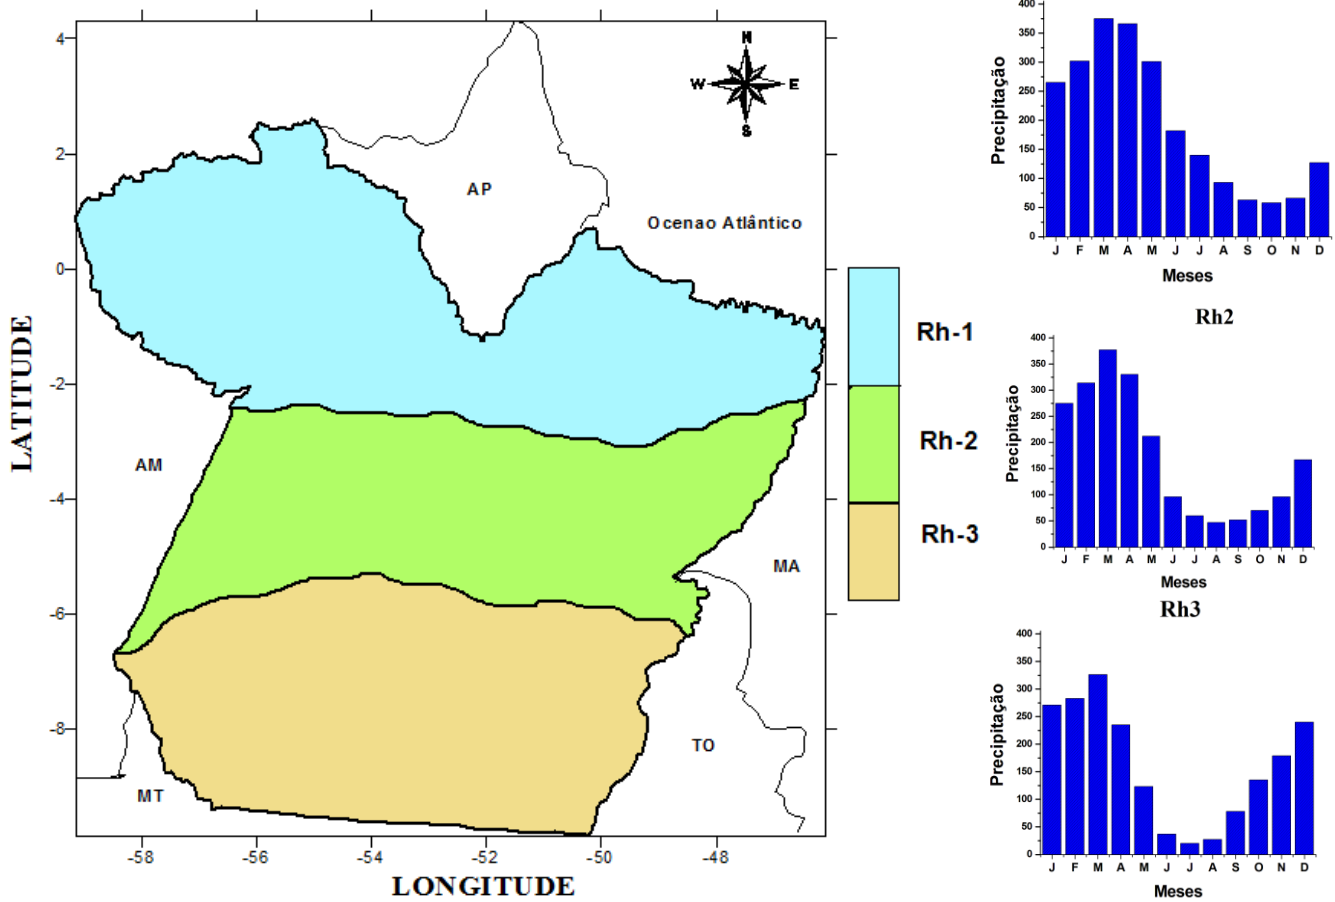 N
W E
S
AP
Ocenao Atlântico
AM
MA
TO
MT
4
2
0
-2
-4
-6
-8
LATITUDE
-58 -56 -54 -52 -50 -48
LONGITUDE
Rh-1
Rh-2
Rh-3
400
350
300
250
200
150
100
50
0
Precipitação
J F M A M J J A S O N D
Meses
Rh2
400
350
300
250
200
150
100
50
0
Precipitação
J F M A M J J A S O N D
Meses
Rh3
400
350
300
250
200
150
100
50
0
Precipitação
J F M A M J J A S O N D
Meses